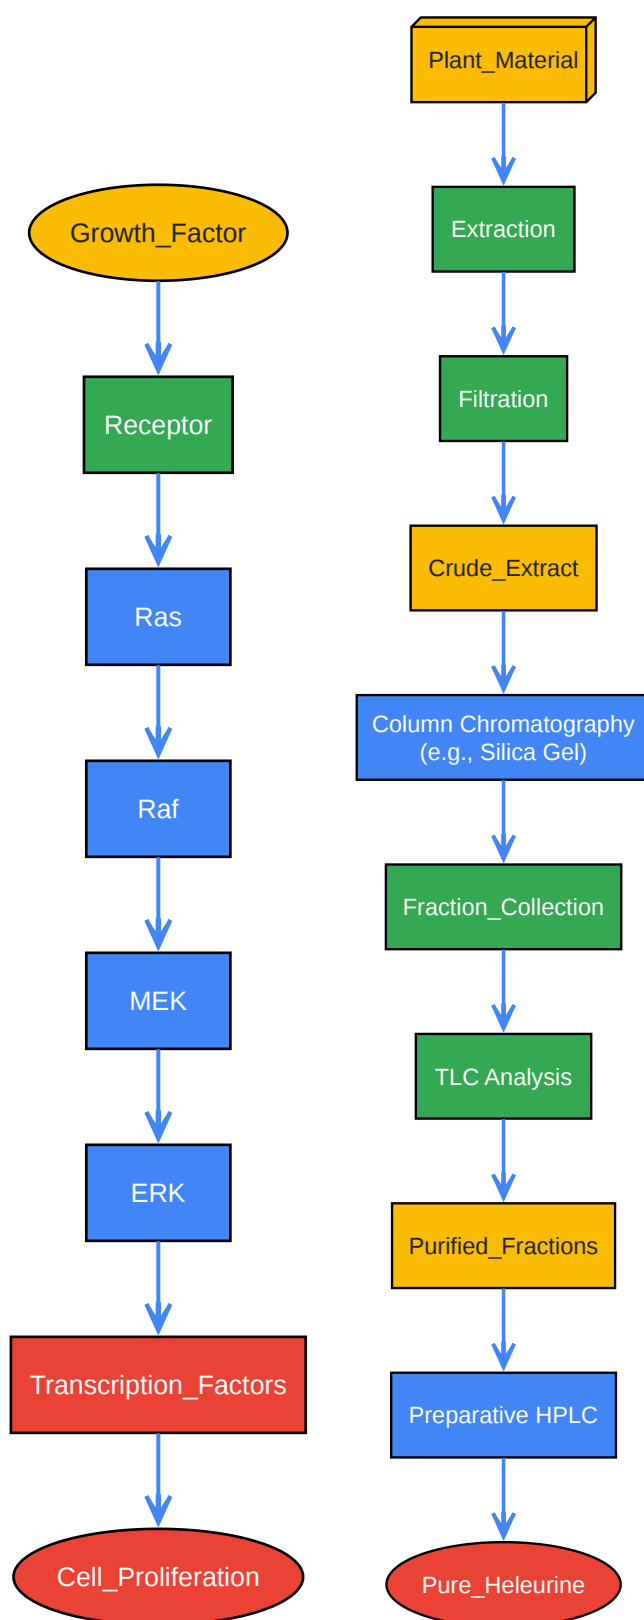 Growth_Factor
Receptor
Ras
Raf
MEK
ERK
Transcription_Factors
Cell_Proliferation
Plant_Material
Extraction
Filtration
Crude_Extract
Column Chromatography
(e.g., Silica Gel)
Fraction_Collection
TLC Analysis
Purified_Fractions
Preparative HPLC
Pure_Heleurine